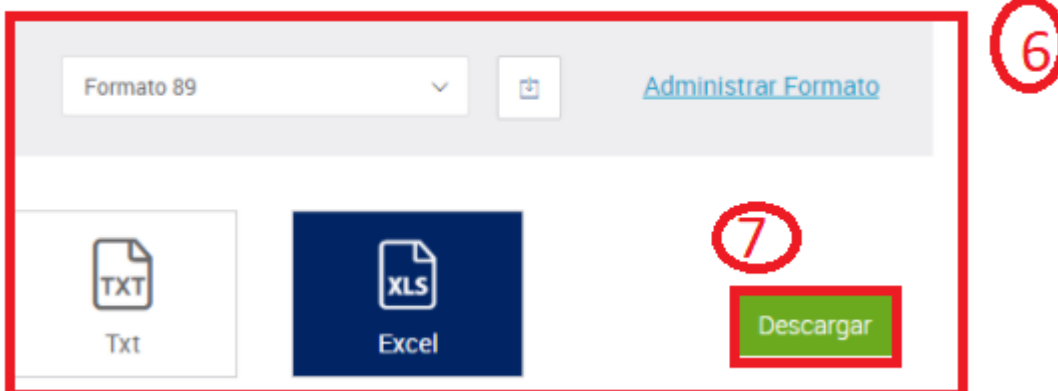 6
Formato 89
Administrar Formato
7
TXT
XLS
Descargar
Txt
Excel